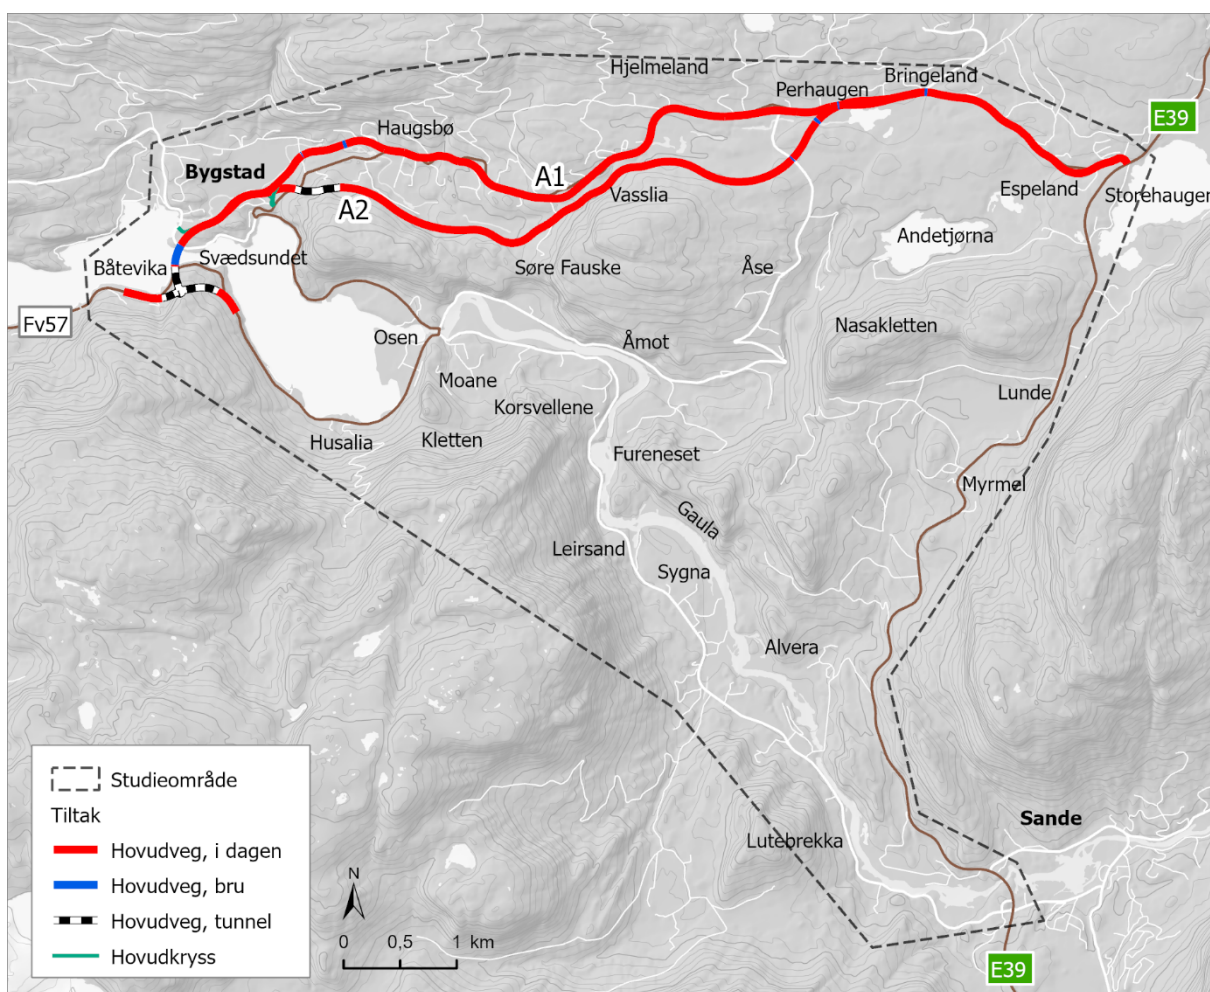 Hjelmeland
Bringeland
Perhaugen
E39
Haugsbø
Bygstad
A1
Vasslia
Espeland
Storehaugen
A2
Andetjørna
Svædsundet
Båtevika
Søre Fauske
Åse
Fv57
Nasakletten
Osen
Åmot
Moane
Lunde
Korsvellene
Husalia
Kletten
Fureneset
Myrmel
Gaula
Leirsand
Sygna
Alvera
Sande
Lutebrekka
E39
Studieområde
Tiltak
Hovudveg, i dagen
Hovudveg, bru
Hovudveg, tunnel
Hovudkryss
N
0 0,5 1 km